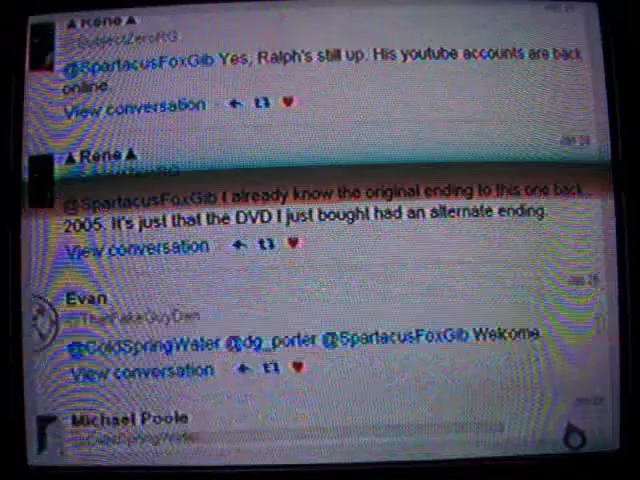 ▲ Rene ▲
@SpartacusFoxGib Yes, Ralph's still up. His youtube accounts are back
online.
View conversation
▲ Rene ▲
@SpartacusFoxGib I already know the original ending to this one back
2005. It's just that the DVD I just bought had an alternate ending.
View conversation
Evan
@ColdSpringWater @dg_porter @SpartacusFoxGib Welcome.
View conversation
Michael Poole
@ColdSpringWater